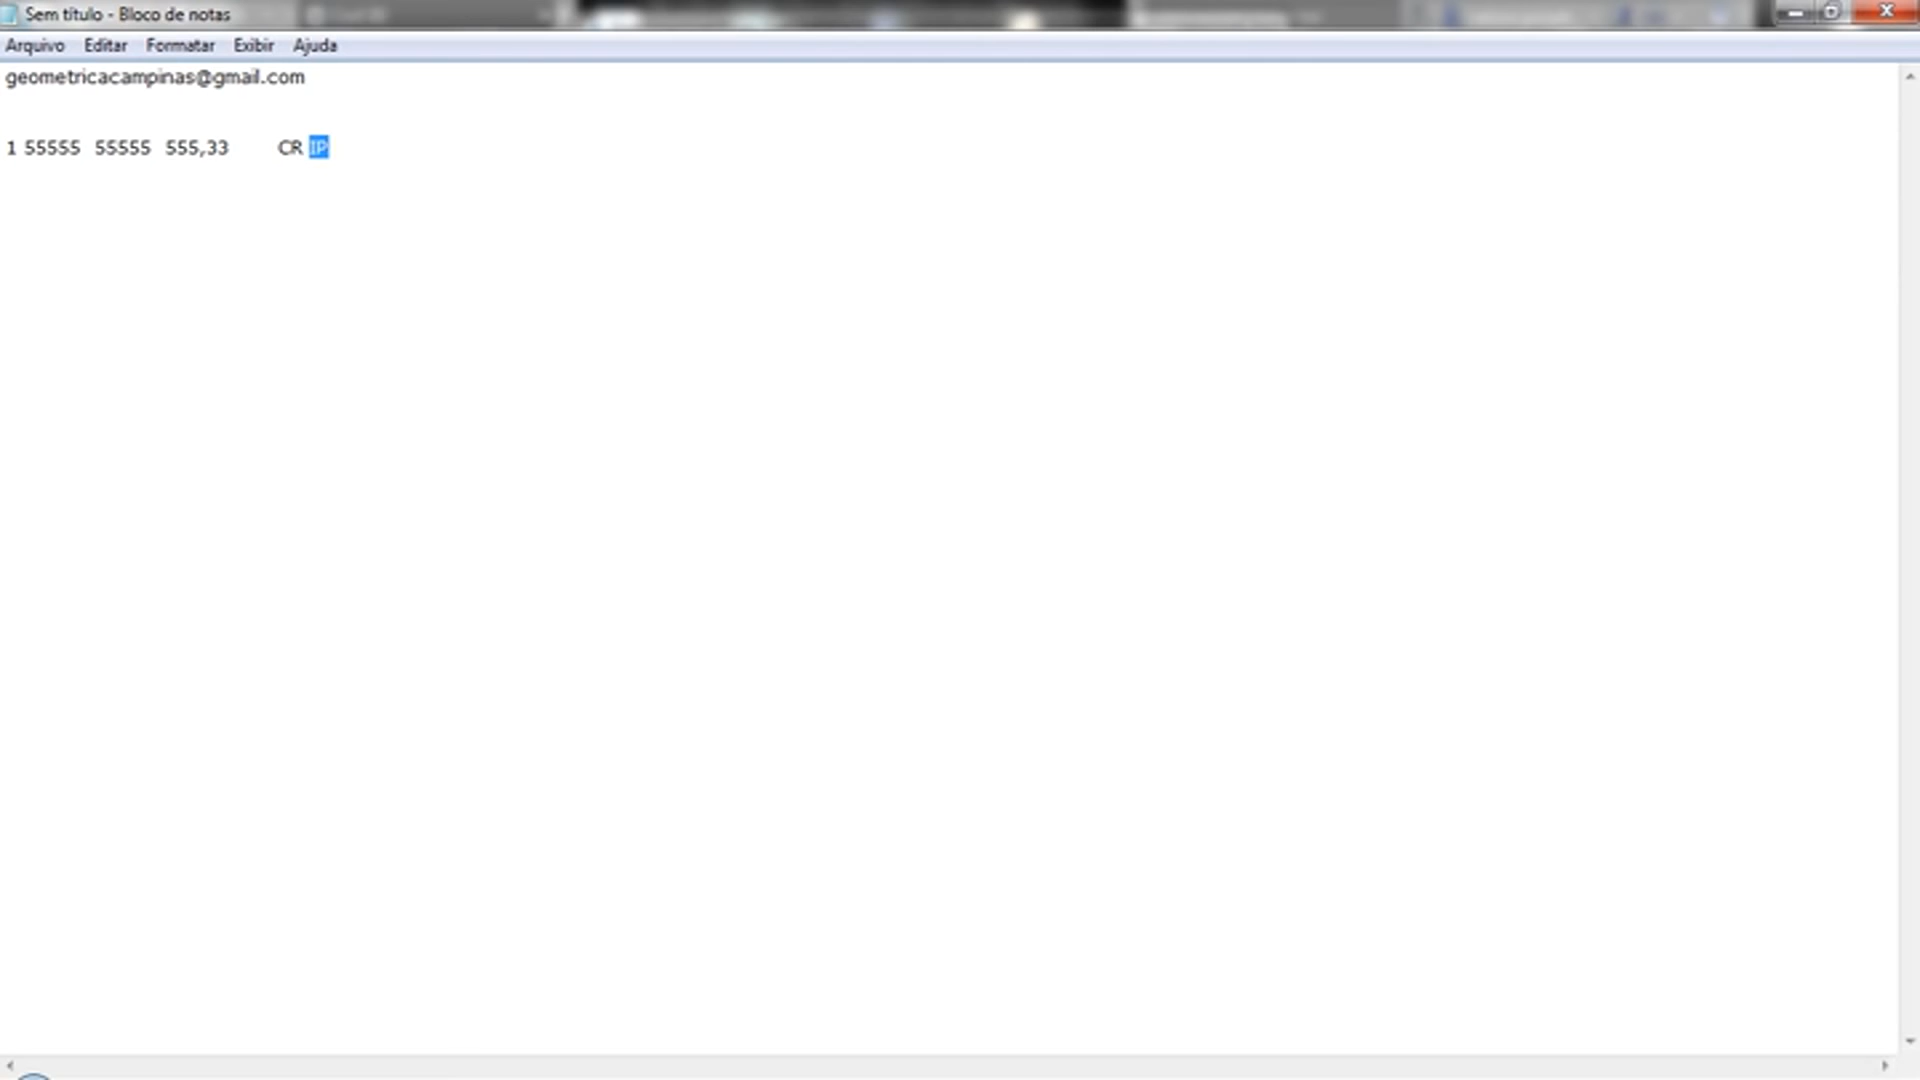 Sem título - Bloco de notas
Arquivo Editar Formatar Exibir Ajuda
geometricacampinas@gmail.com
1 55555 55555 555,33 CR IP